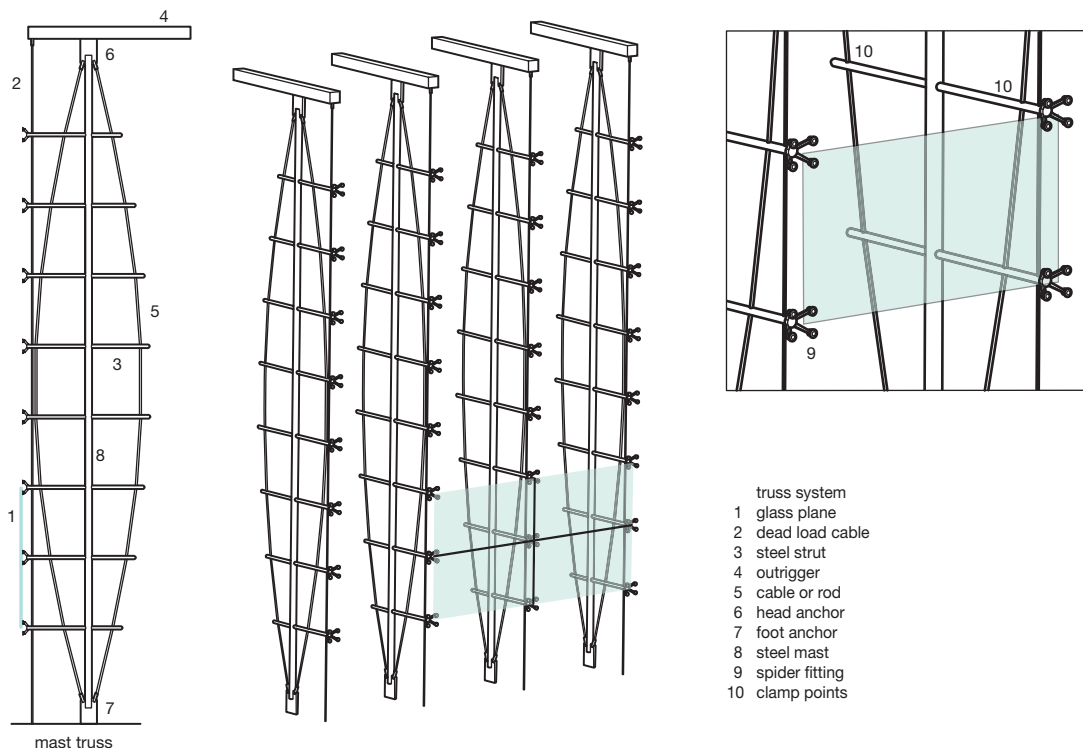 4
6
2
5
3
8
1
7
mast truss
10
10
9
truss system
1 glass plane
2 dead load cable
3 steel strut
4 outrigger
5 cable or rod
6 head anchor
7 foot anchor
8 steel mast
9 spider fitting
10 clamp points